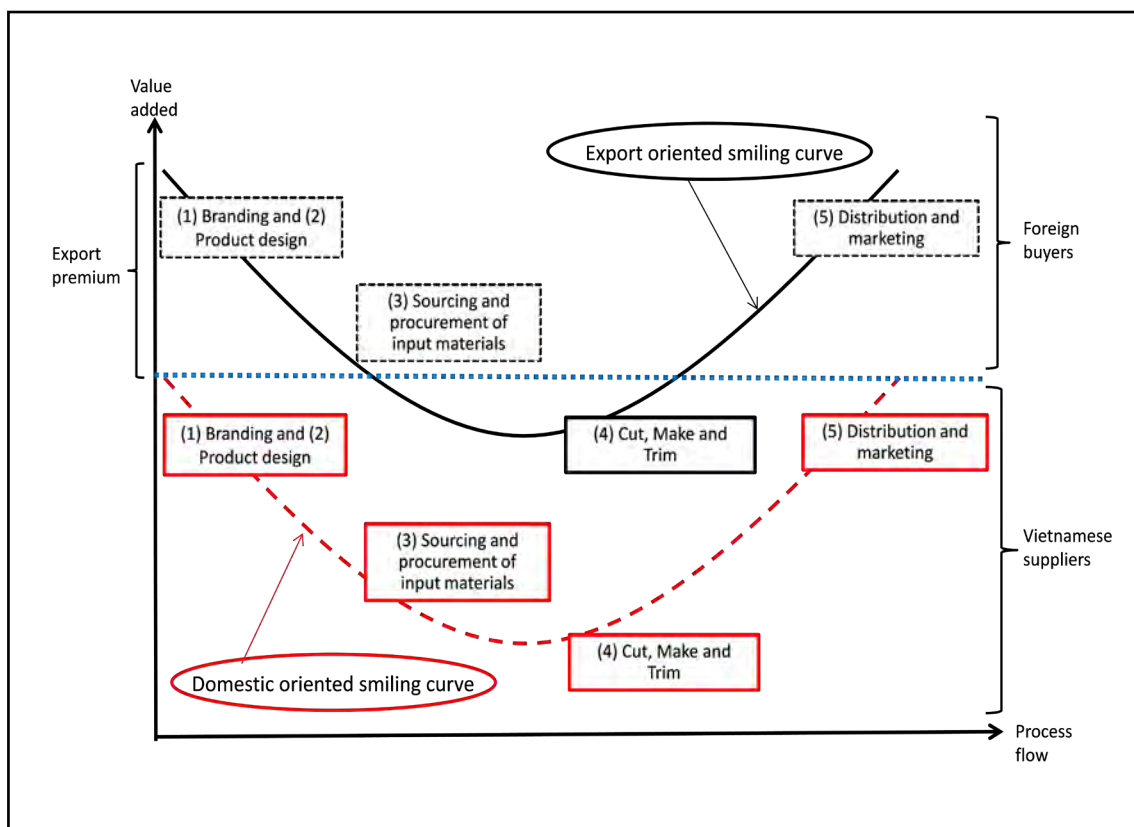 Value
added
Export oriented smiling curve
(1) Branding and (2)
Product design
(5) Distribution and
marketing
Foreign
buyers
Export
premium
(3) Sourcing and
procurement of
input materials
(1) Branding and (2)
Product design
(4) Cut, Make and
Trim
(5) Distribution and
marketing
(3) Sourcing and
procurement of
input materials
Vietnamese
suppliers
(4) Cut, Make and
Trim
Domestic oriented smiling curve
Process
flow